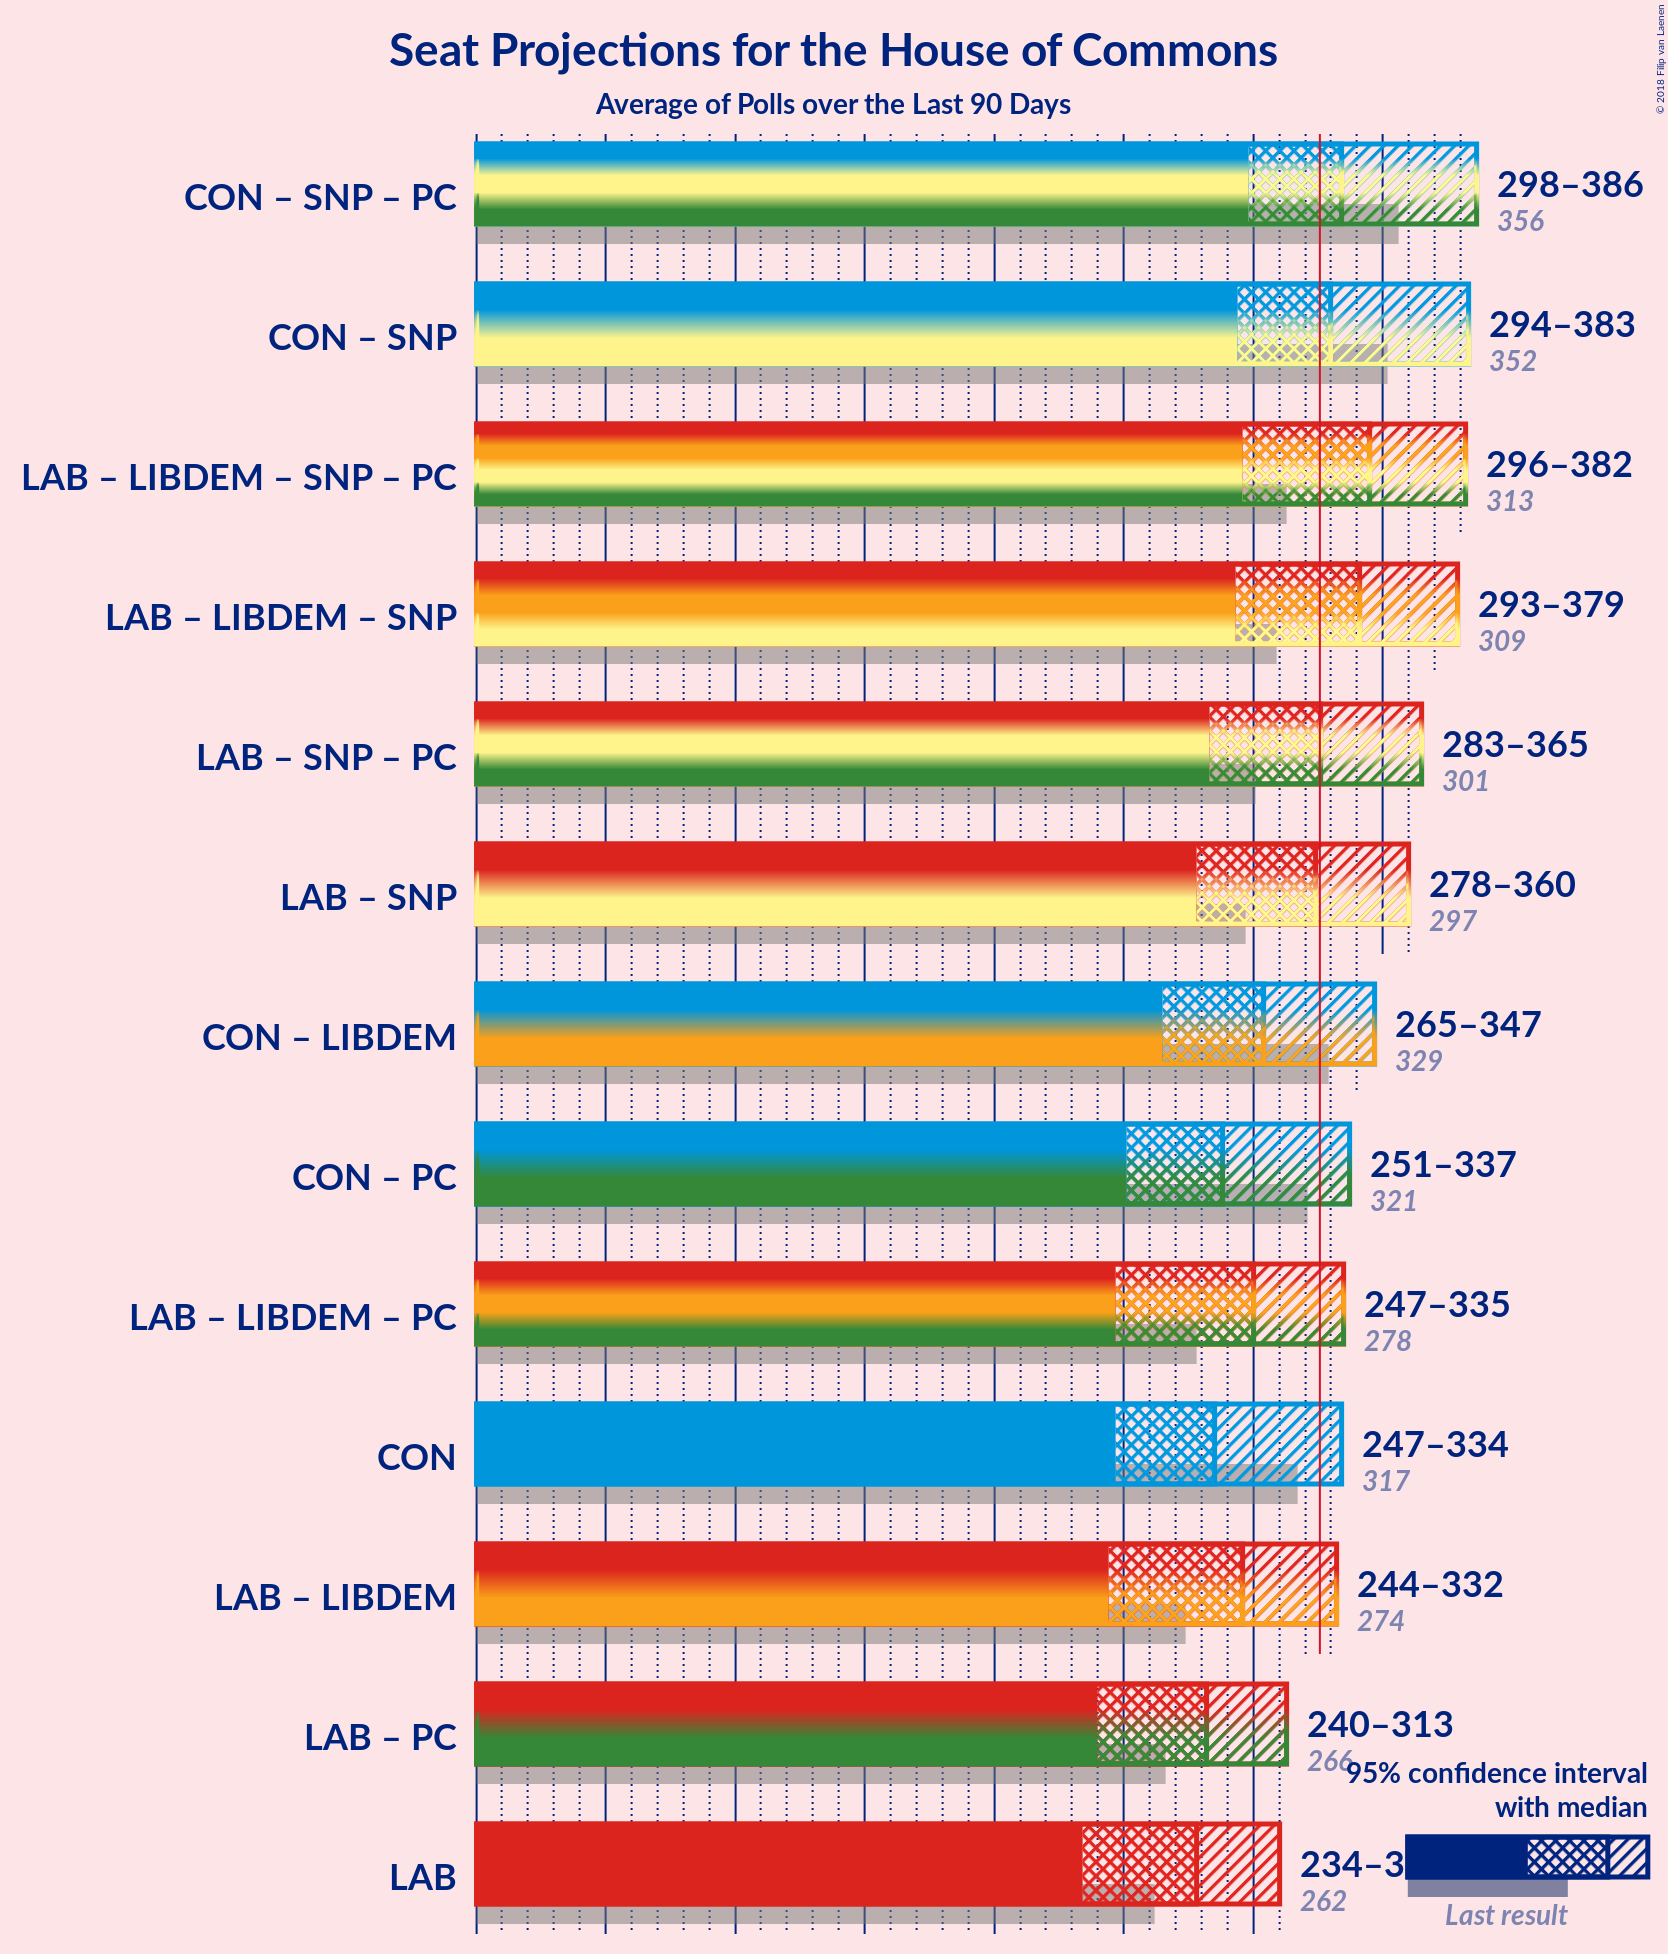 Seat Projections for the House of Commons
Average of Polls over the Last 90 Days
© 2018 Filip van Laenen
CON – SNP – PC
298–386
356
CON – SNP
294–383
352
LAB – LIBDEM – SNP – PC
296–382
313
LAB – LIBDEM – SNP
293–379
309
LAB – SNP – PC
283–365
301
LAB – SNP
278–360
297
CON – LIBDEM
265–347
329
CON – PC
251–337
321
LAB – LIBDEM – PC
247–335
278
CON
247–334
317
LAB – LIBDEM
244–332
274
LAB – PC
240–313
266
95% confidence interval
with median
LAB
234–3
262
Last result